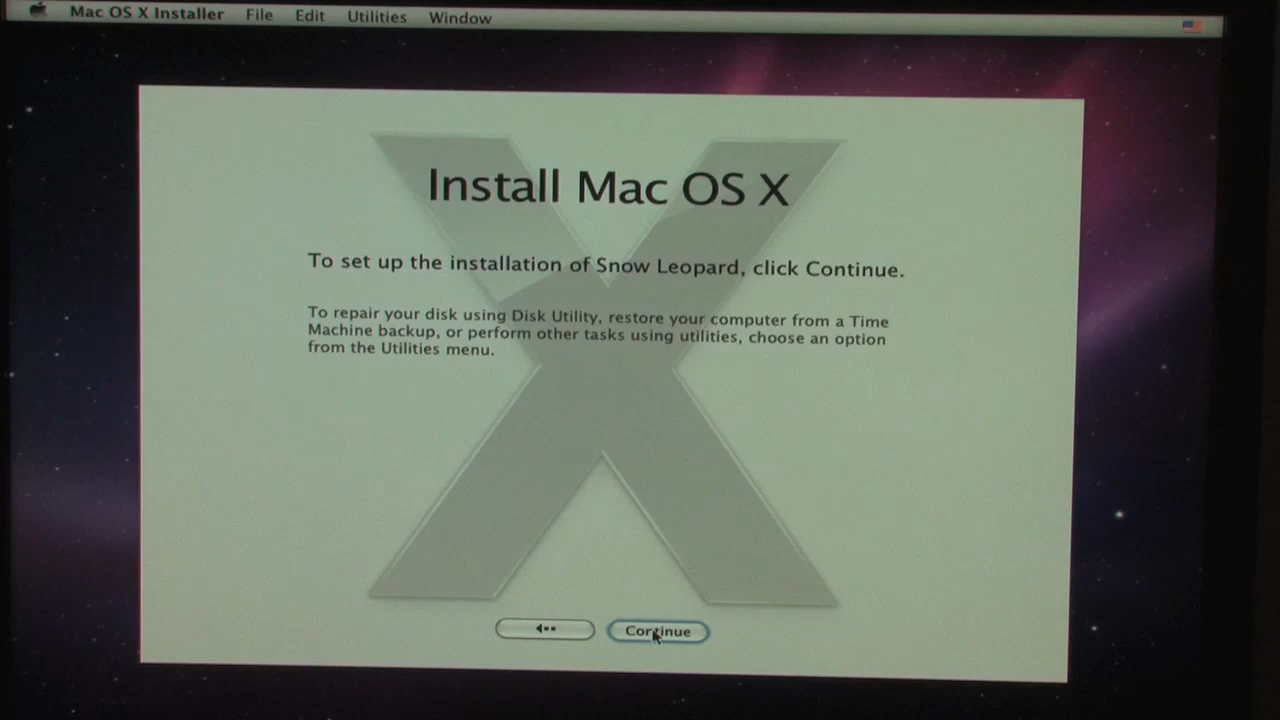 Mac OS X Installer File Edit Utilities Window
Install Mac OS X
To set up the installation of Snow Leopard, click Continue.
To repair your disk using Disk Utility, restore your computer from a Time
Machine backup, or perform other tasks using utilities, choose an option
from the Utilities menu.
Continue